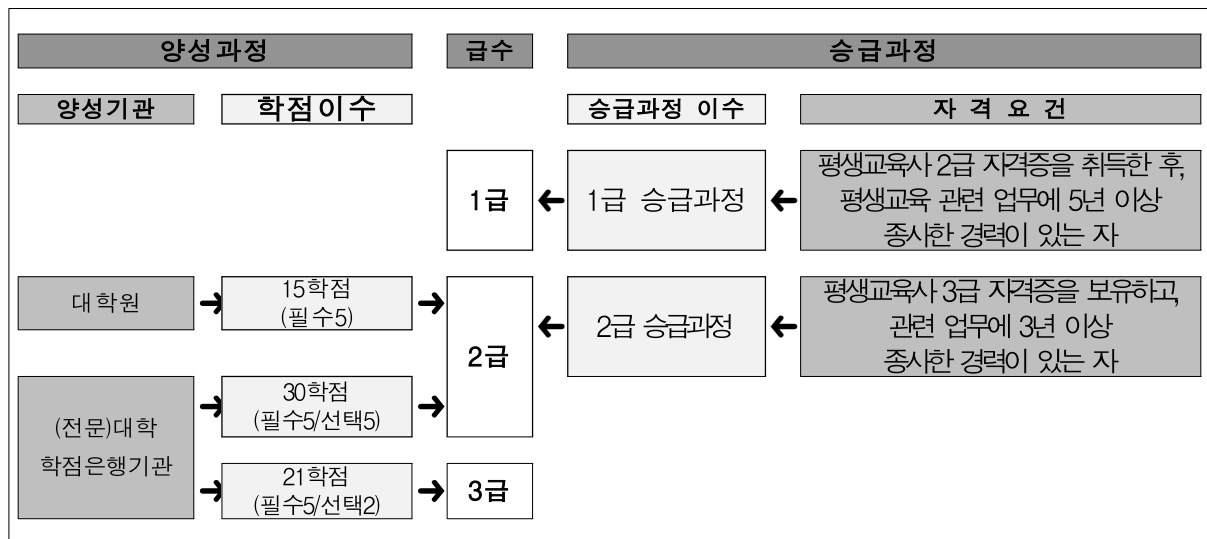 양성과정 급수 승급과정
양성기관 학점이수 승급과정 이수 자 격 요 건
1급
1급 승급과정
평생교육사 2급 자격증을 취득한 후,
평생교육 관련 업무에 5년 이상
종사한 경력이 있는 자
대학원
15학점
(필수5)
2급
2급 승급과정
평생교육사 3급 자격증을 보유하고,
관련 업무에 3년 이상
종사한 경력이 있는 자
(전문)대학
학점은행기관
30학점
(필수5/선택5)
21학점
(필수5/선택2)
3급